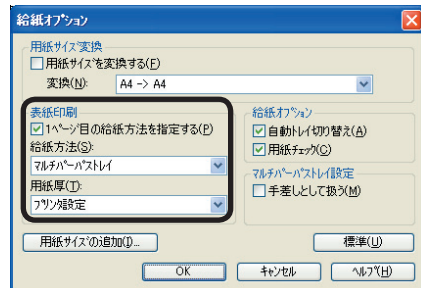 給紙オプション
用紙サイズ変換
用紙サイズを変換する(E)
変換(N): A4 -> A4
表紙印刷
1ページ目の給紙方法を指定する(P)
給紙方法(S):
マルチパーパストレイ
用紙厚(T):
プリンタ設定
給紙オプション
自動トレイ切り替え(A)
用紙チェック(C)
マルチパーパストレイ設定
手差しとして扱う(M)
用紙サイズの追加(I)...
標準(U)
OK
キャンセル
ヘルプ(H)